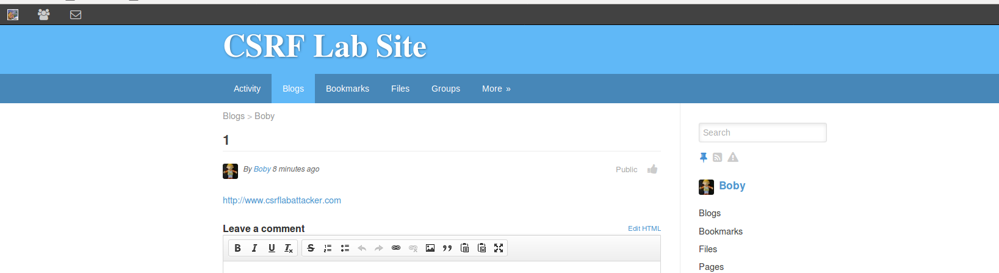 CSRF Lab Site
Activity Blogs Bookmarks Files Groups More »
Blogs > Boby
1
By Boby 8 minutes ago
Public
http://www.csrflabattacker.com
Leave a comment
Edit HTML
B I U Tx S
Search
Boby
Blogs
Bookmarks
Files
Pages